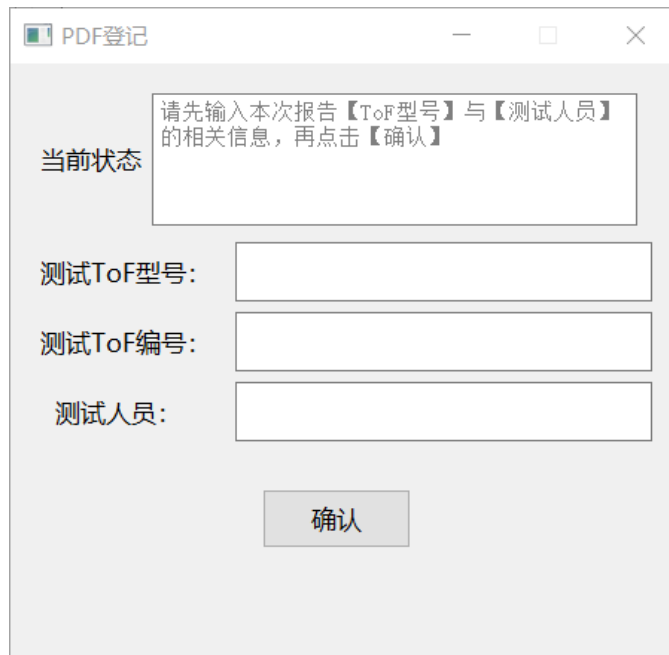 PDF登记
请先输入本次报告【ToF型号】与【测试人员】
的相关信息，再点击【确认】
当前状态
测试ToF型号：
测试ToF编号：
测试人员：
确认